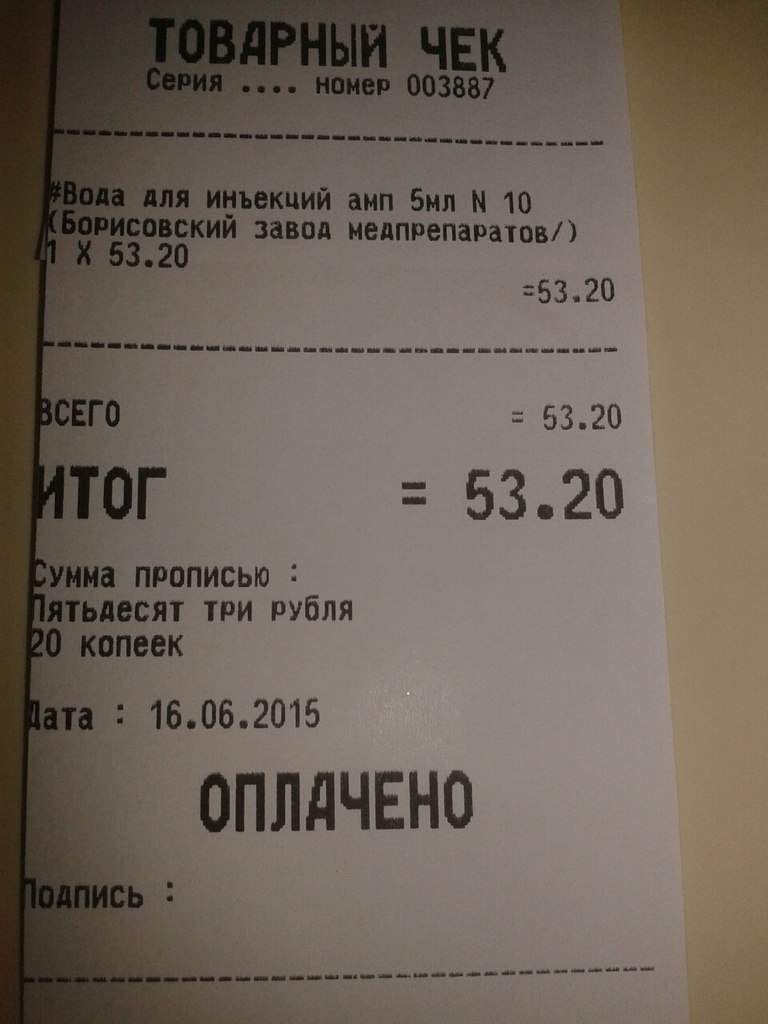 ТОВАРНЫЙ ЧЕК
Серия .... номер 003887
#Вода для инъекций амп 5мл N 10
(Борисовский завод медпрепаратов/)
1 X 53.20
=53.20
ВСЕГО = 53.20
ИТОГ = 53.20
Сумма прописью :
Пятьдесят три рубля
20 копеек
Дата : 16.06.2015
ОПЛАЧЕНО
Подпись :